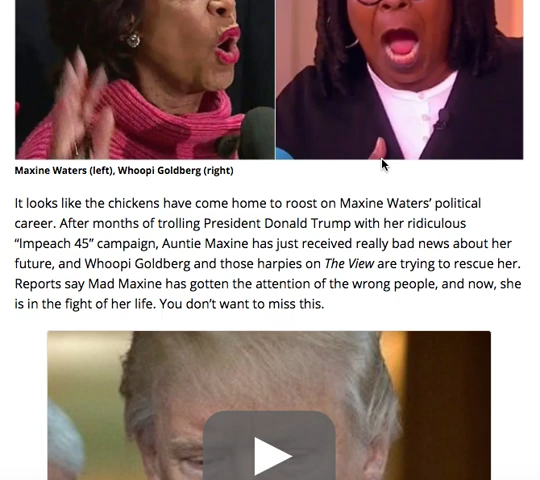 Maxine Waters (left), Whoopi Goldberg (right)
It looks like the chickens have come home to roost on Maxine Waters’ political
career. After months of trolling President Donald Trump with her ridiculous
“Impeach 45” campaign, Auntie Maxine has just received really bad news about her
future, and Whoopi Goldberg and those harpies on The View are trying to rescue her.
Reports say Mad Maxine has gotten the attention of the wrong people, and now, she
is in the fight of her life. You don’t want to miss this.